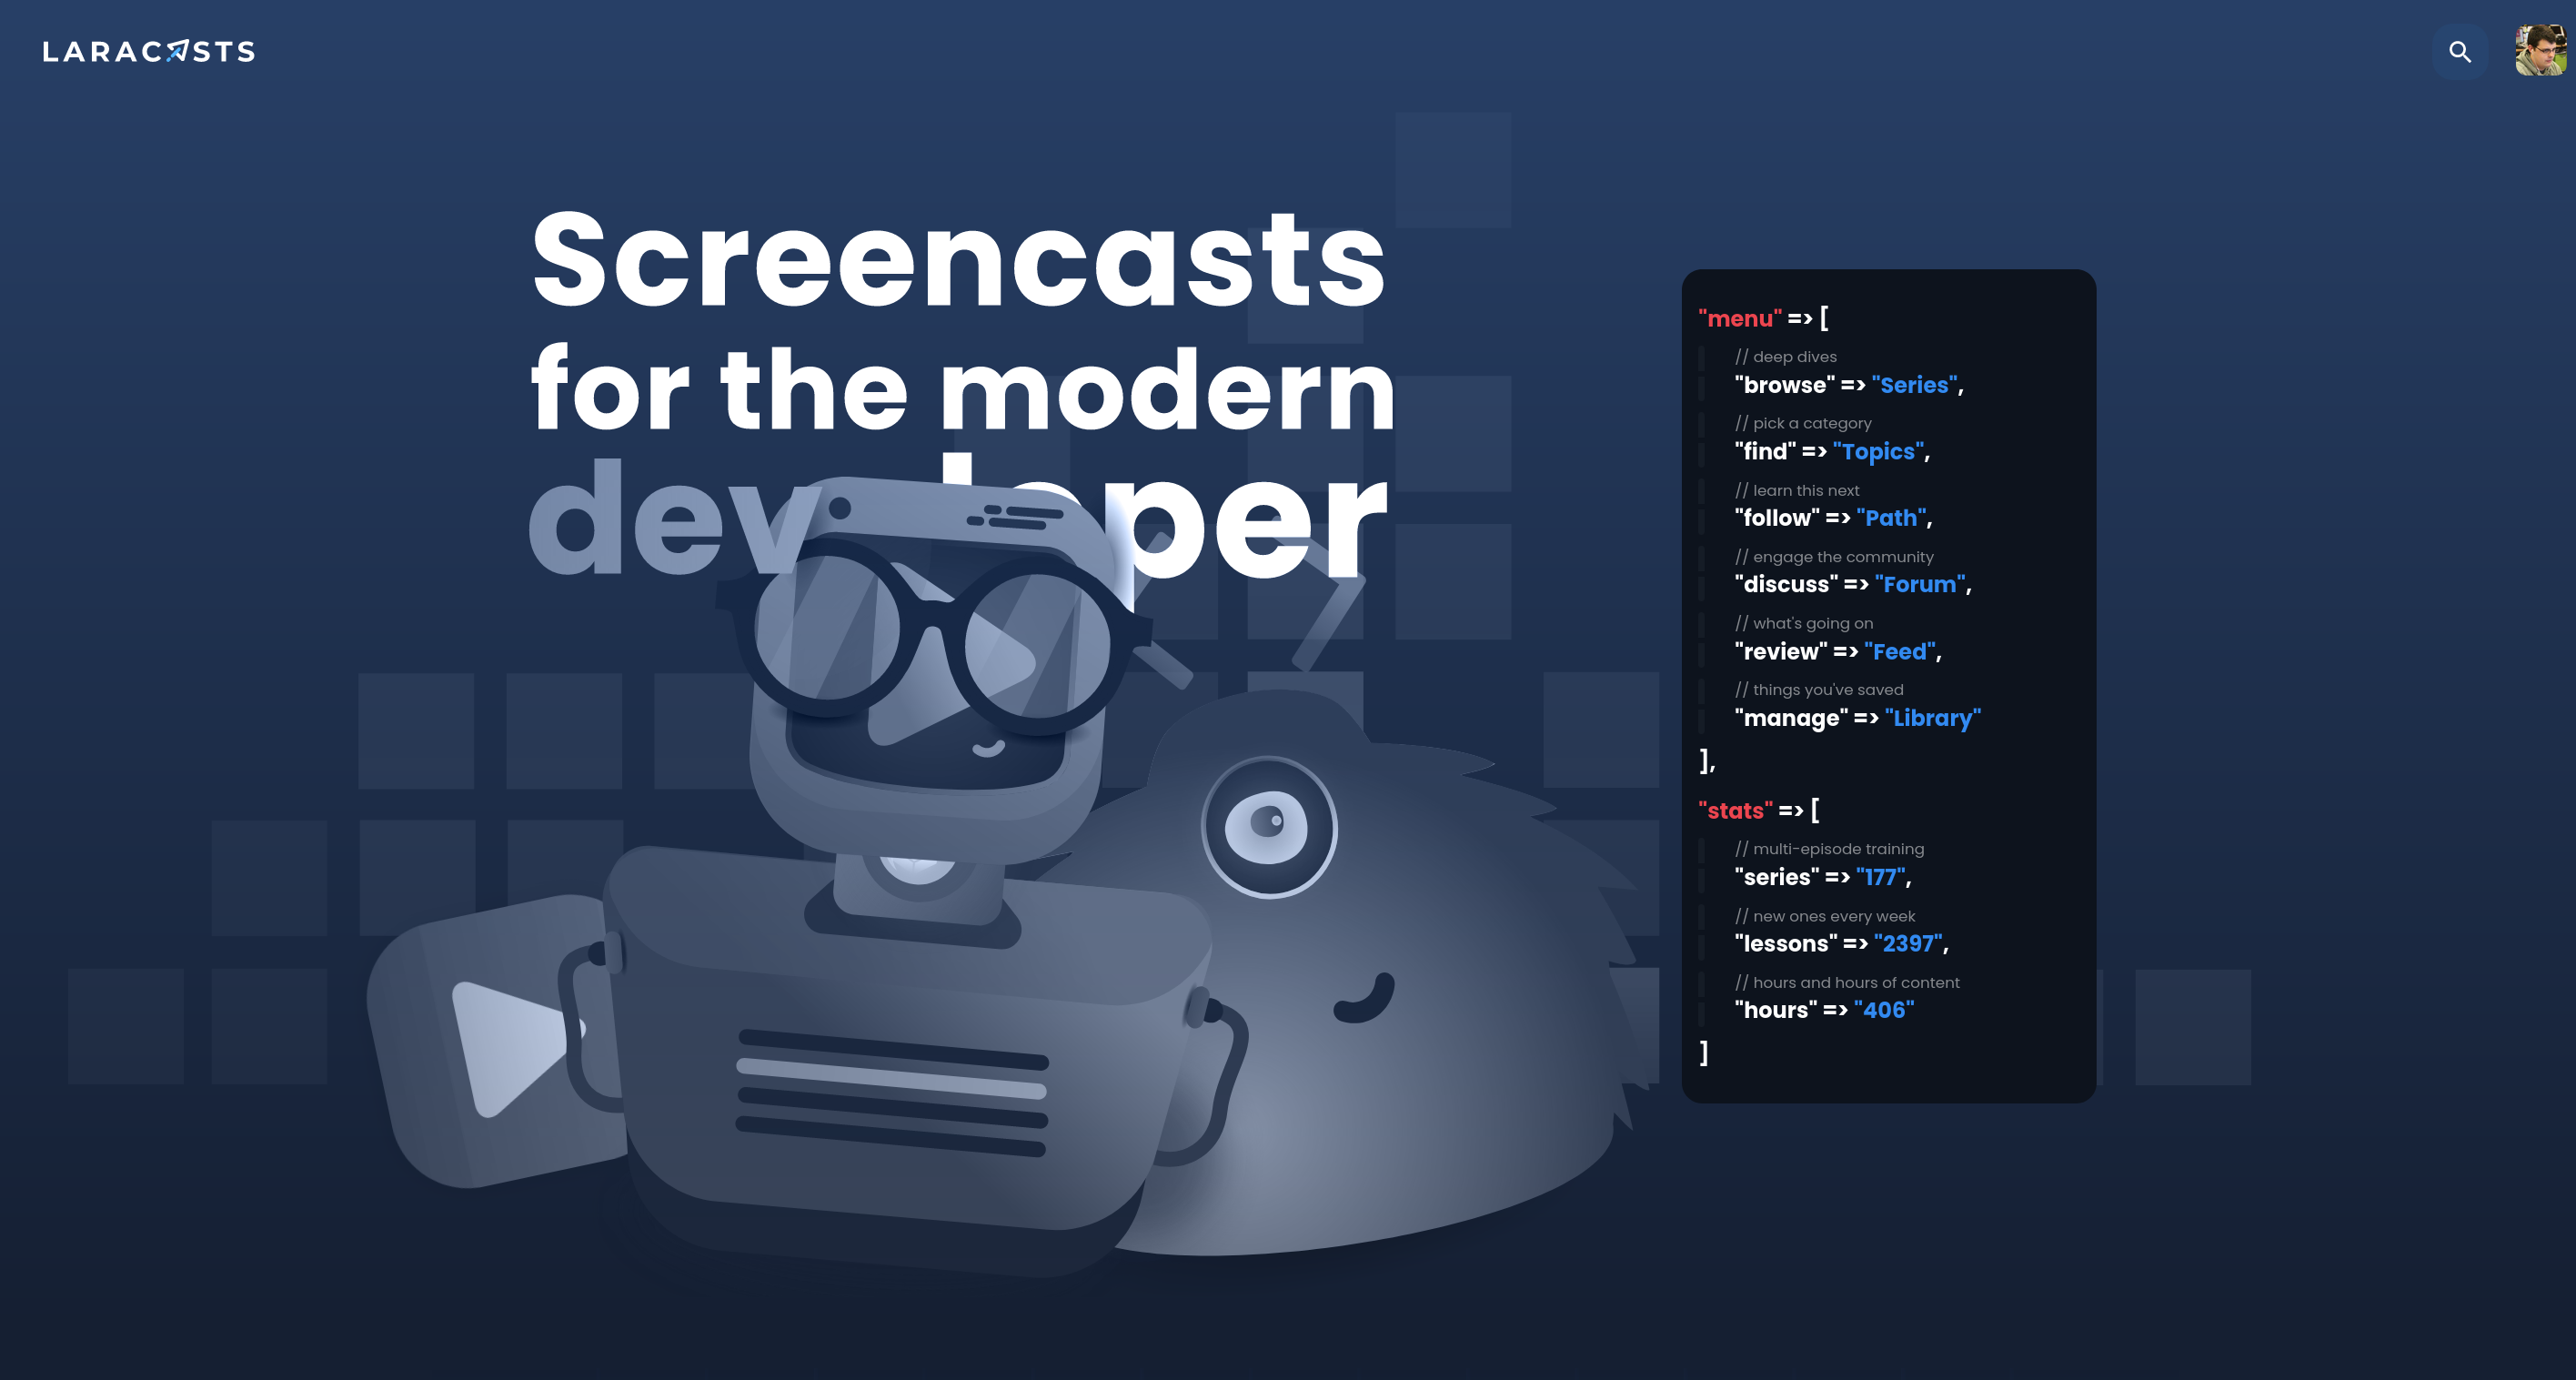 LARACASTS
Screencasts
for the modern
dev loper
"menu" => [
// deep dives
"browse" => "Series",
// pick a category
"find" => "Topics",
// learn this next
"follow" => "Path",
// engage the community
"discuss" => "Forum",
// what's going on
"review" => "Feed",
// things you've saved
"manage" => "Library"
],
"stats" => [
// multi-episode training
"series" => "177",
// new ones every week
"lessons" => "2397",
// hours and hours of content
"hours" => "406"
]